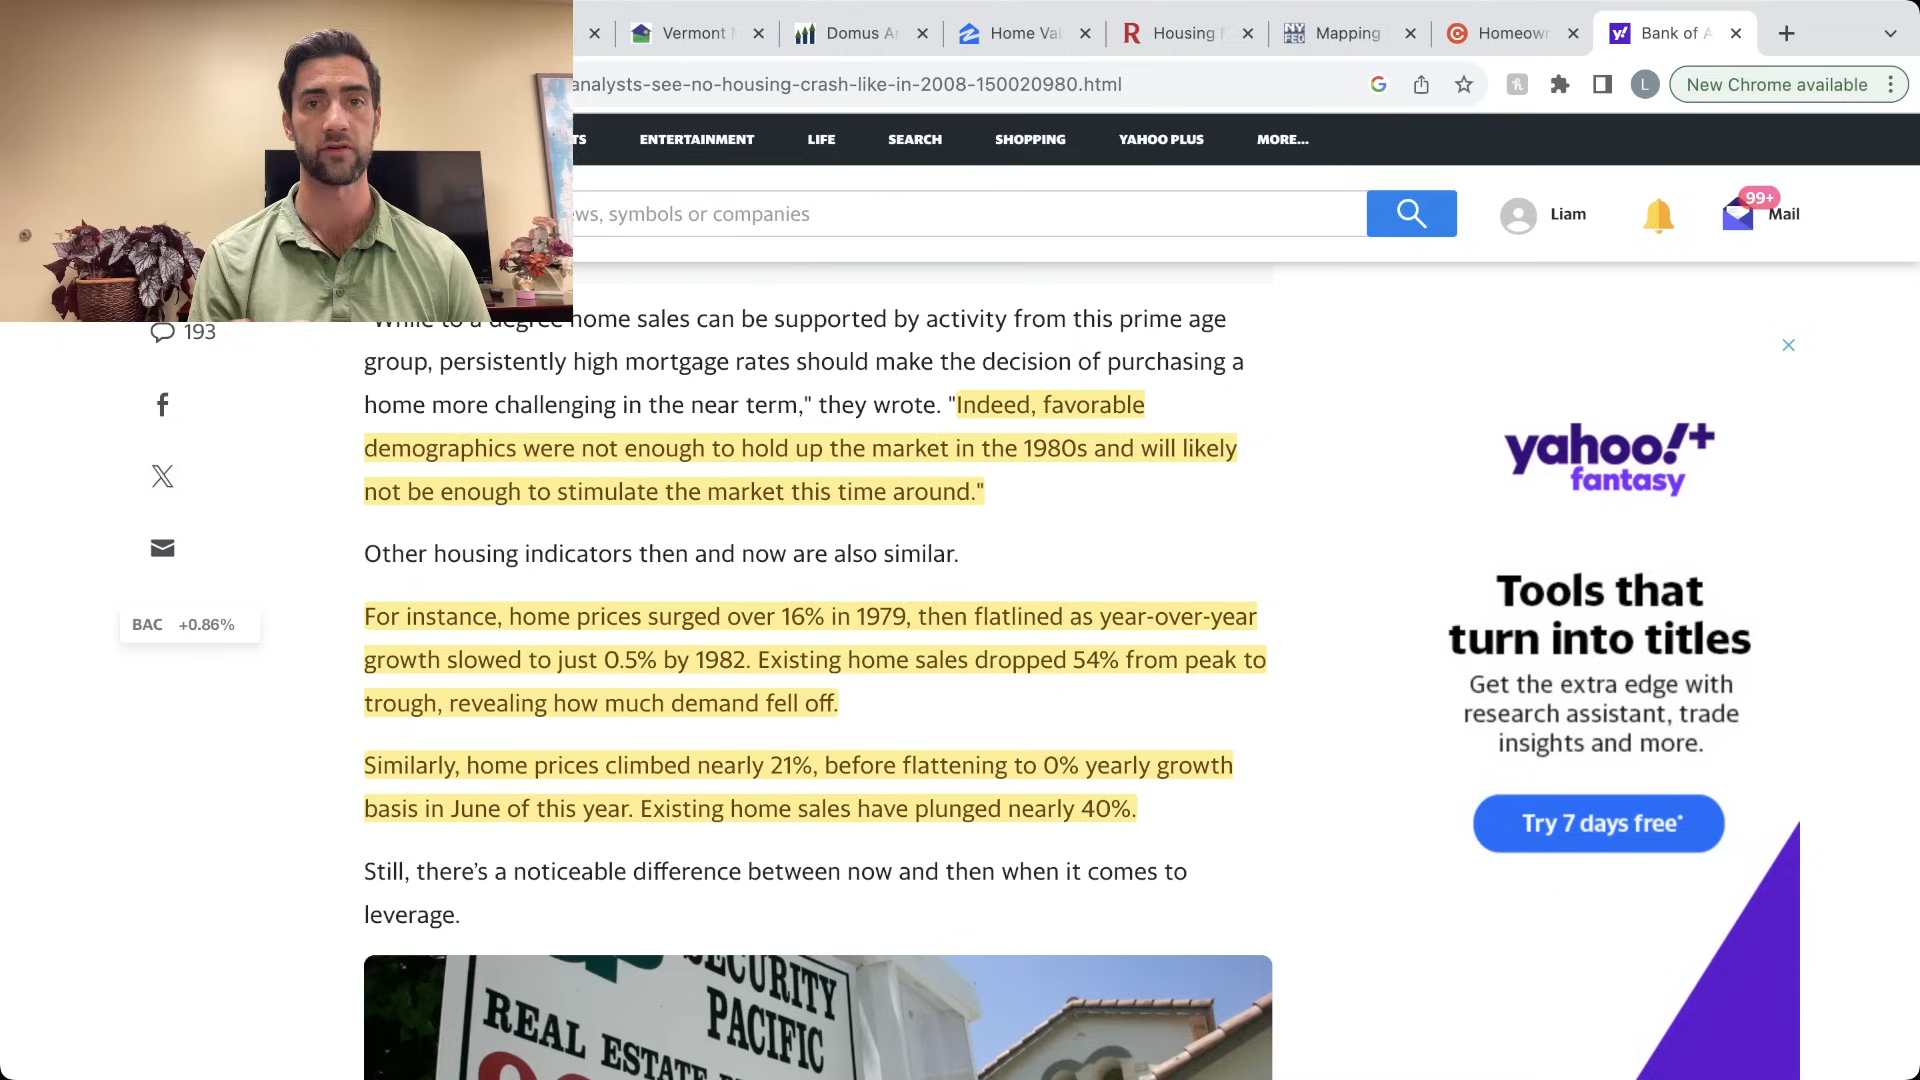 Vermont
Domus A
Home Va
Housing
Mapping
Homeow
Bank of A
analysts-see-no-housing-crash-like-in-2008-150020980.html
L
New Chrome available
TS
ENTERTAINMENT
LIFE
SEARCH
SHOPPING
YAHOO PLUS
MORE...
ws, symbols or companies
Liam
99+
Mail
193
BAC +0.86%
"While to a degree home sales can be supported by activity from this prime age
group, persistently high mortgage rates should make the decision of purchasing a
home more challenging in the near term," they wrote. "Indeed, favorable
demographics were not enough to hold up the market in the 1980s and will likely
not be enough to stimulate the market this time around."
Other housing indicators then and now are also similar.
For instance, home prices surged over 16% in 1979, then flatlined as year-over-year
growth slowed to just 0.5% by 1982. Existing home sales dropped 54% from peak to
trough, revealing how much demand fell off.
Similarly, home prices climbed nearly 21%, before flattening to 0% yearly growth
basis in June of this year. Existing home sales have plunged nearly 40%.
Still, there's a noticeable difference between now and then when it comes to
leverage.
SECURITY
PACIFIC
REAL ESTATE
yahoo!+
fantasy
Tools that
turn into titles
Get the extra edge with
research assistant, trade
insights and more.
Try 7 days free*